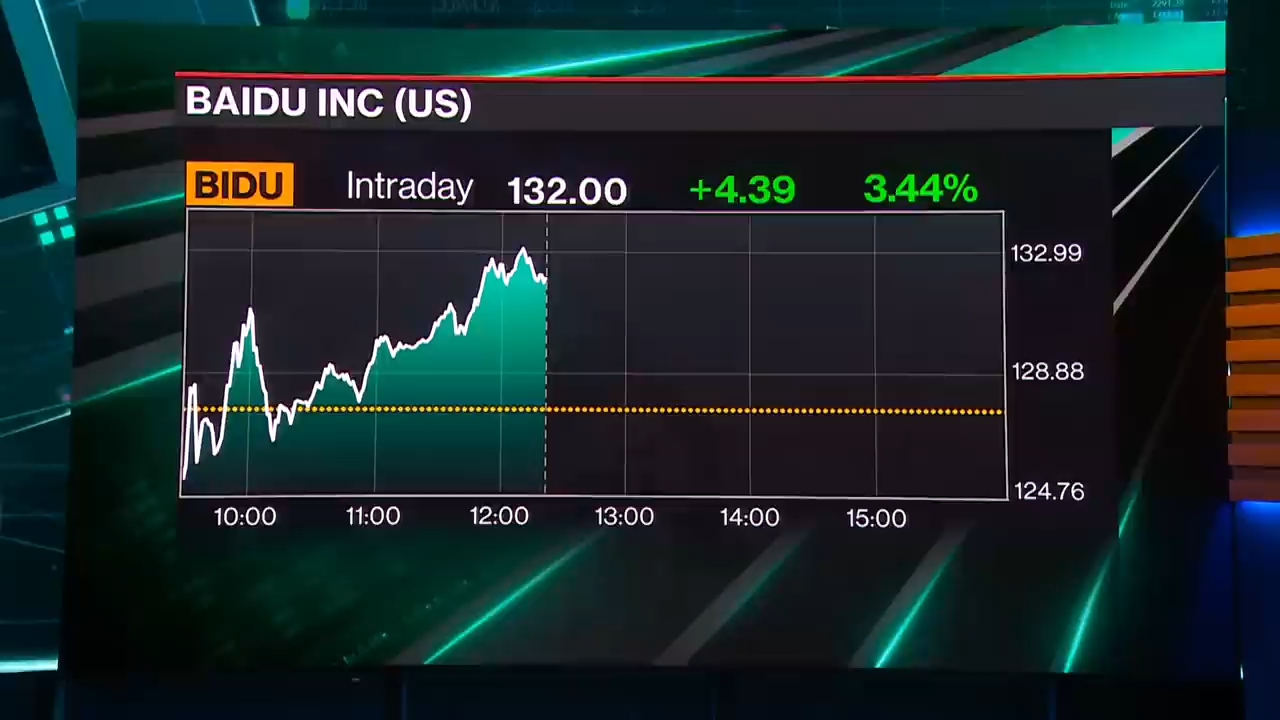 BAIDU INC (US)
BIDU Intraday 132.00 +4.39 3.44%
132.99
128.88
124.76
10:00 11:00 12:00 13:00 14:00 15:00